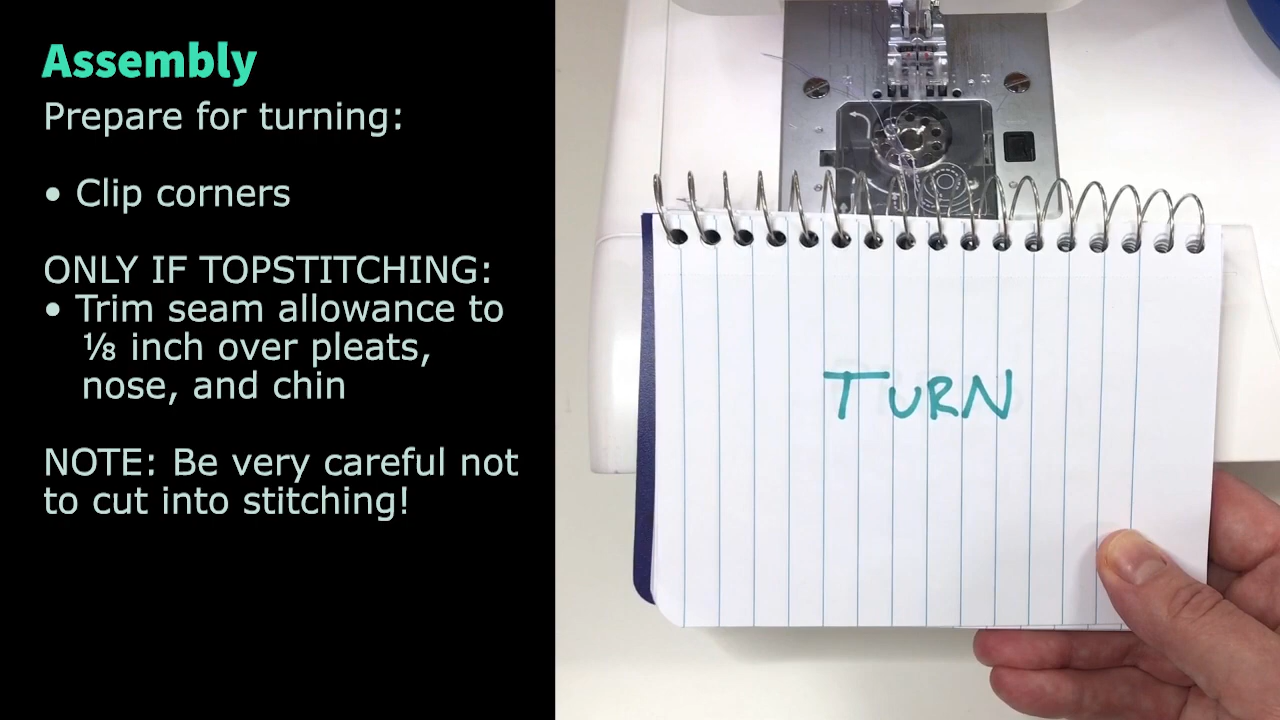 Assembly
Prepare for turning:
• Clip corners
ONLY IF TOPSTITCHING:
• Trim seam allowance to
⅛ inch over pleats,
nose, and chin
NOTE: Be very careful not
to cut into stitching!
TURN